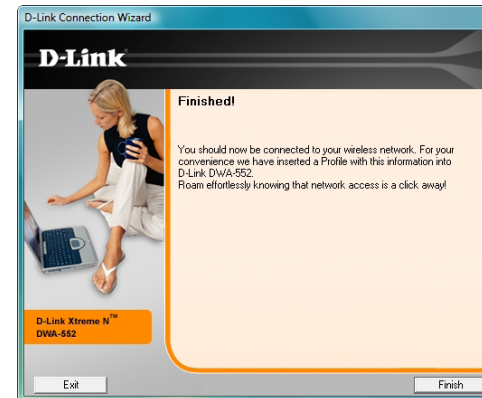 D-Link Connection Wizard
D-Link
Finished!
You should now be connected to your wireless network. For your
convenience we have inserted a Profile with this information into
D-Link DWA-552.
Roam effortlessly knowing that network access is a click away!
D-Link Xtreme N™
DWA-552
Exit
Finish